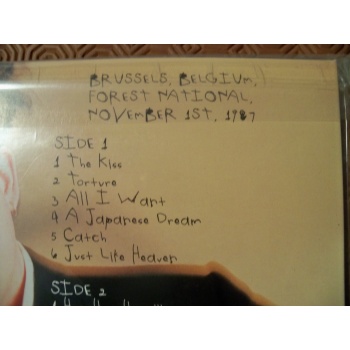 BRUSSELS, BELGIUM,
FOREST NATIONAL,
NOVEMBER 1ST, 1987
SIDE 1
1 The Kiss
2 Torture
3 All I Want
4 A Japanese Dream
5 Catch
6 Just Like Heaven
SIDE 2